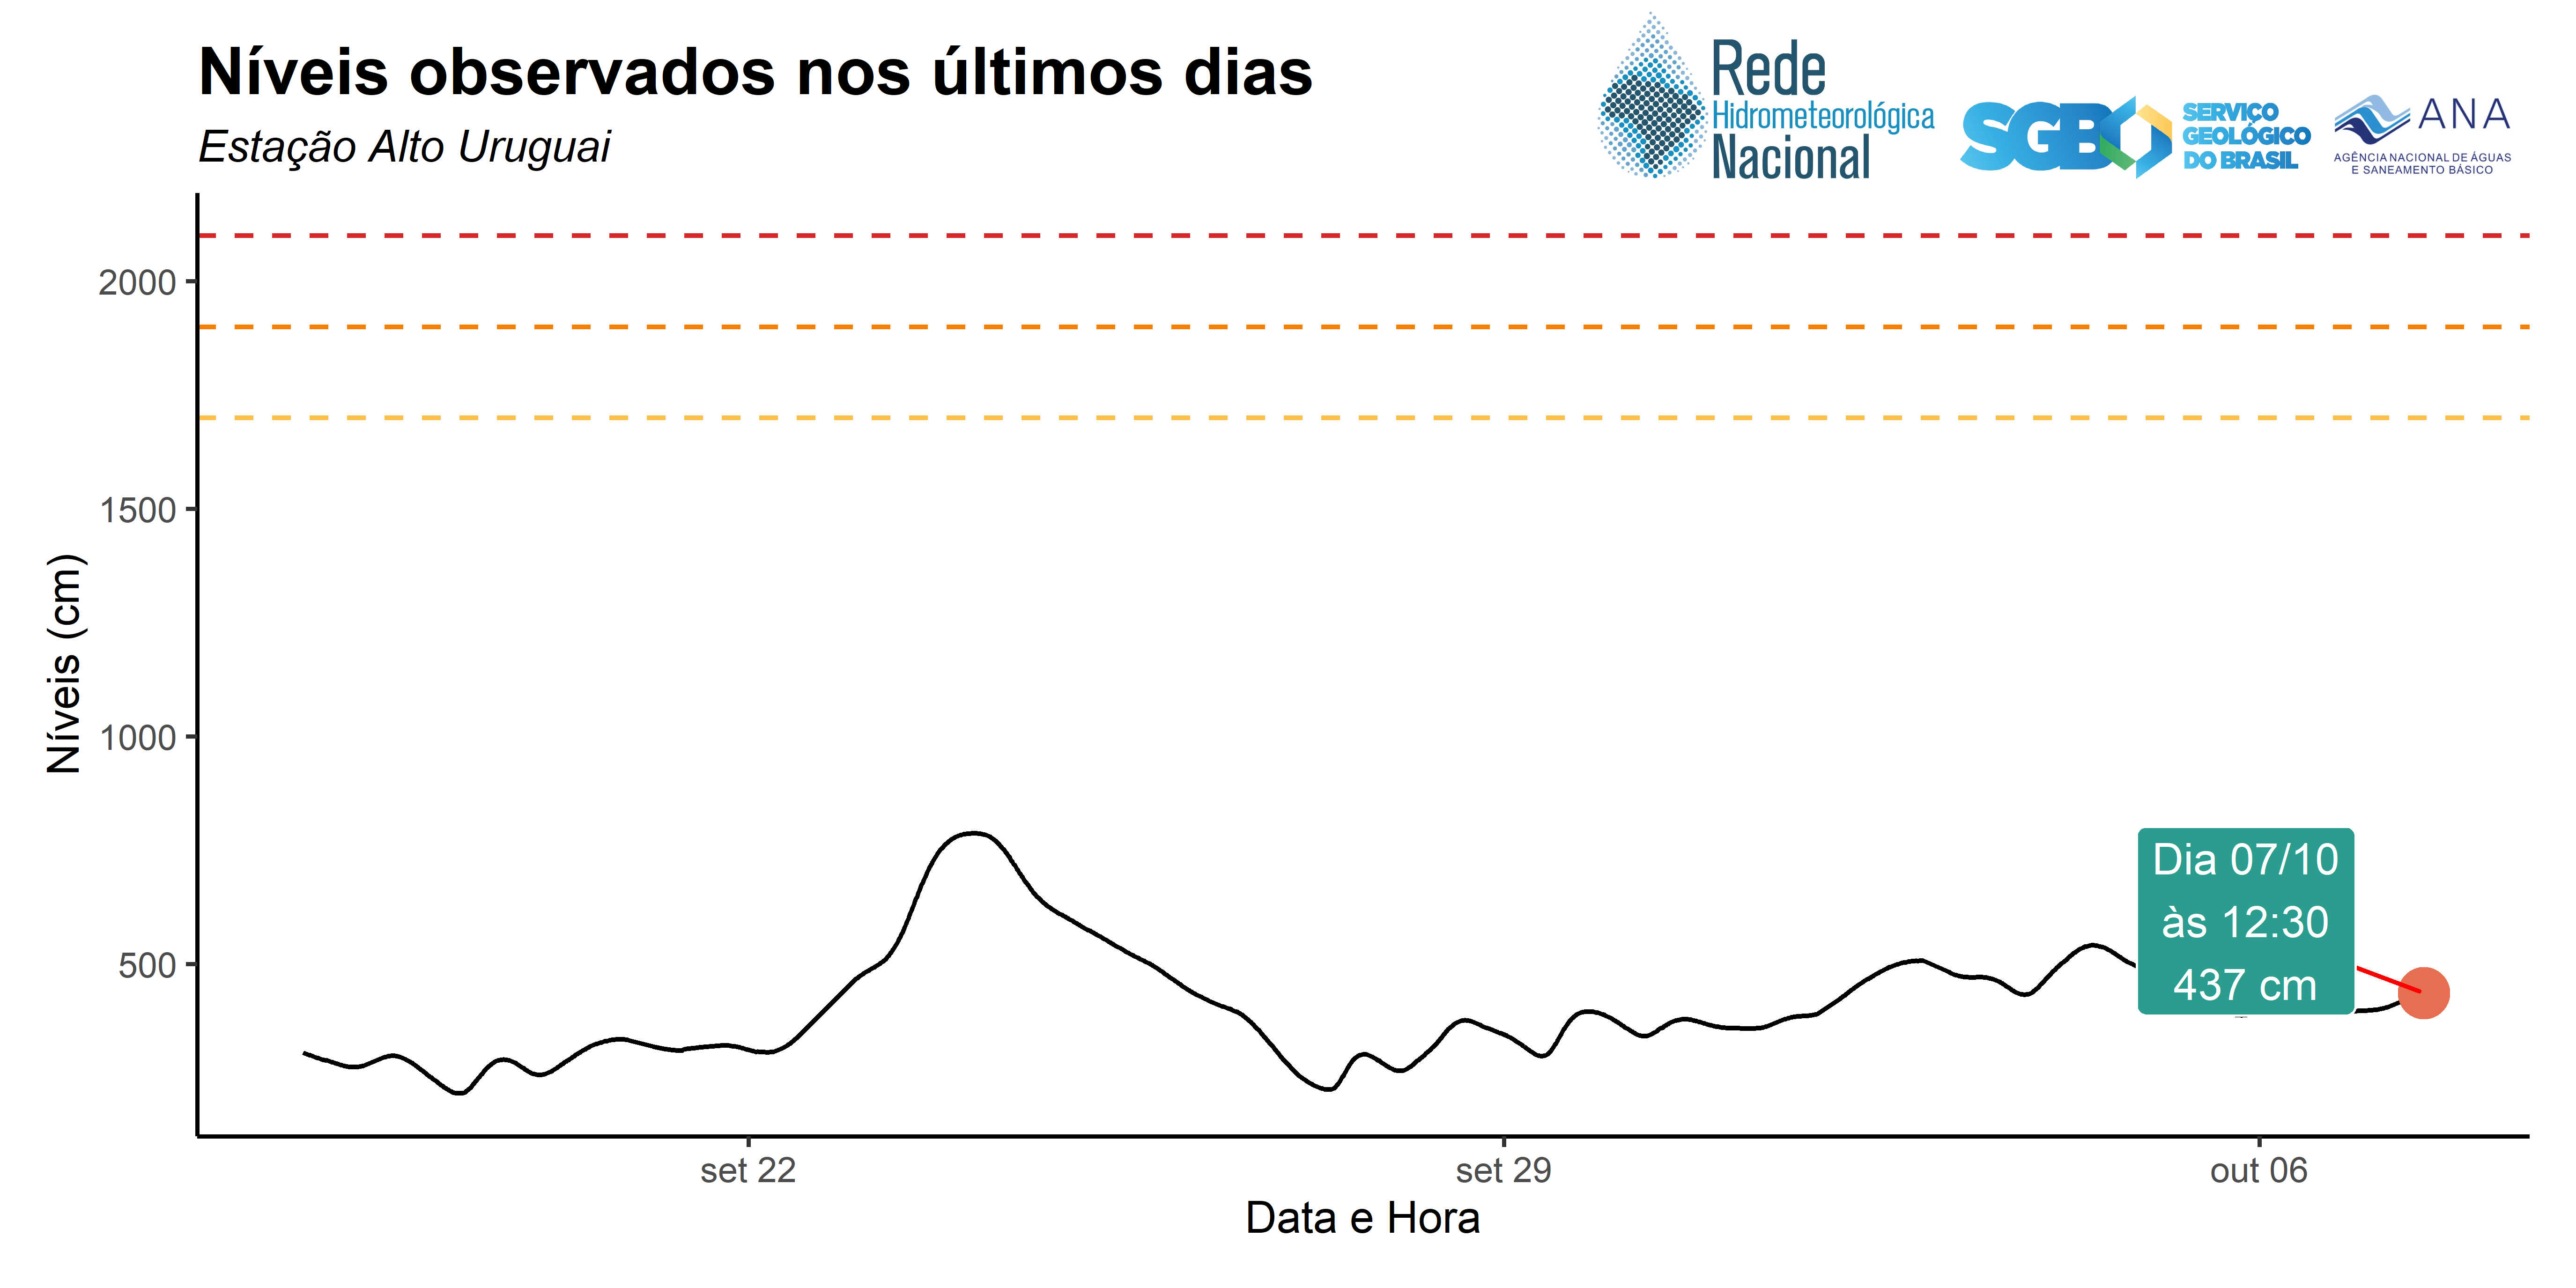 Níveis observados nos últimos dias
Estação Alto Uruguai
Rede
Hidrometeorológica
Nacional
SGB
SERVIÇO
GEOLÓGICO
DO BRASIL
ANA
AGÊNCIA NACIONAL DE ÁGUAS
E SANEAMENTO BÁSICO
Níveis (cm)
2000
1500
1000
500
Dia 07/10
às 12:30
437 cm
set 22
set 29
out 06
Data e Hora